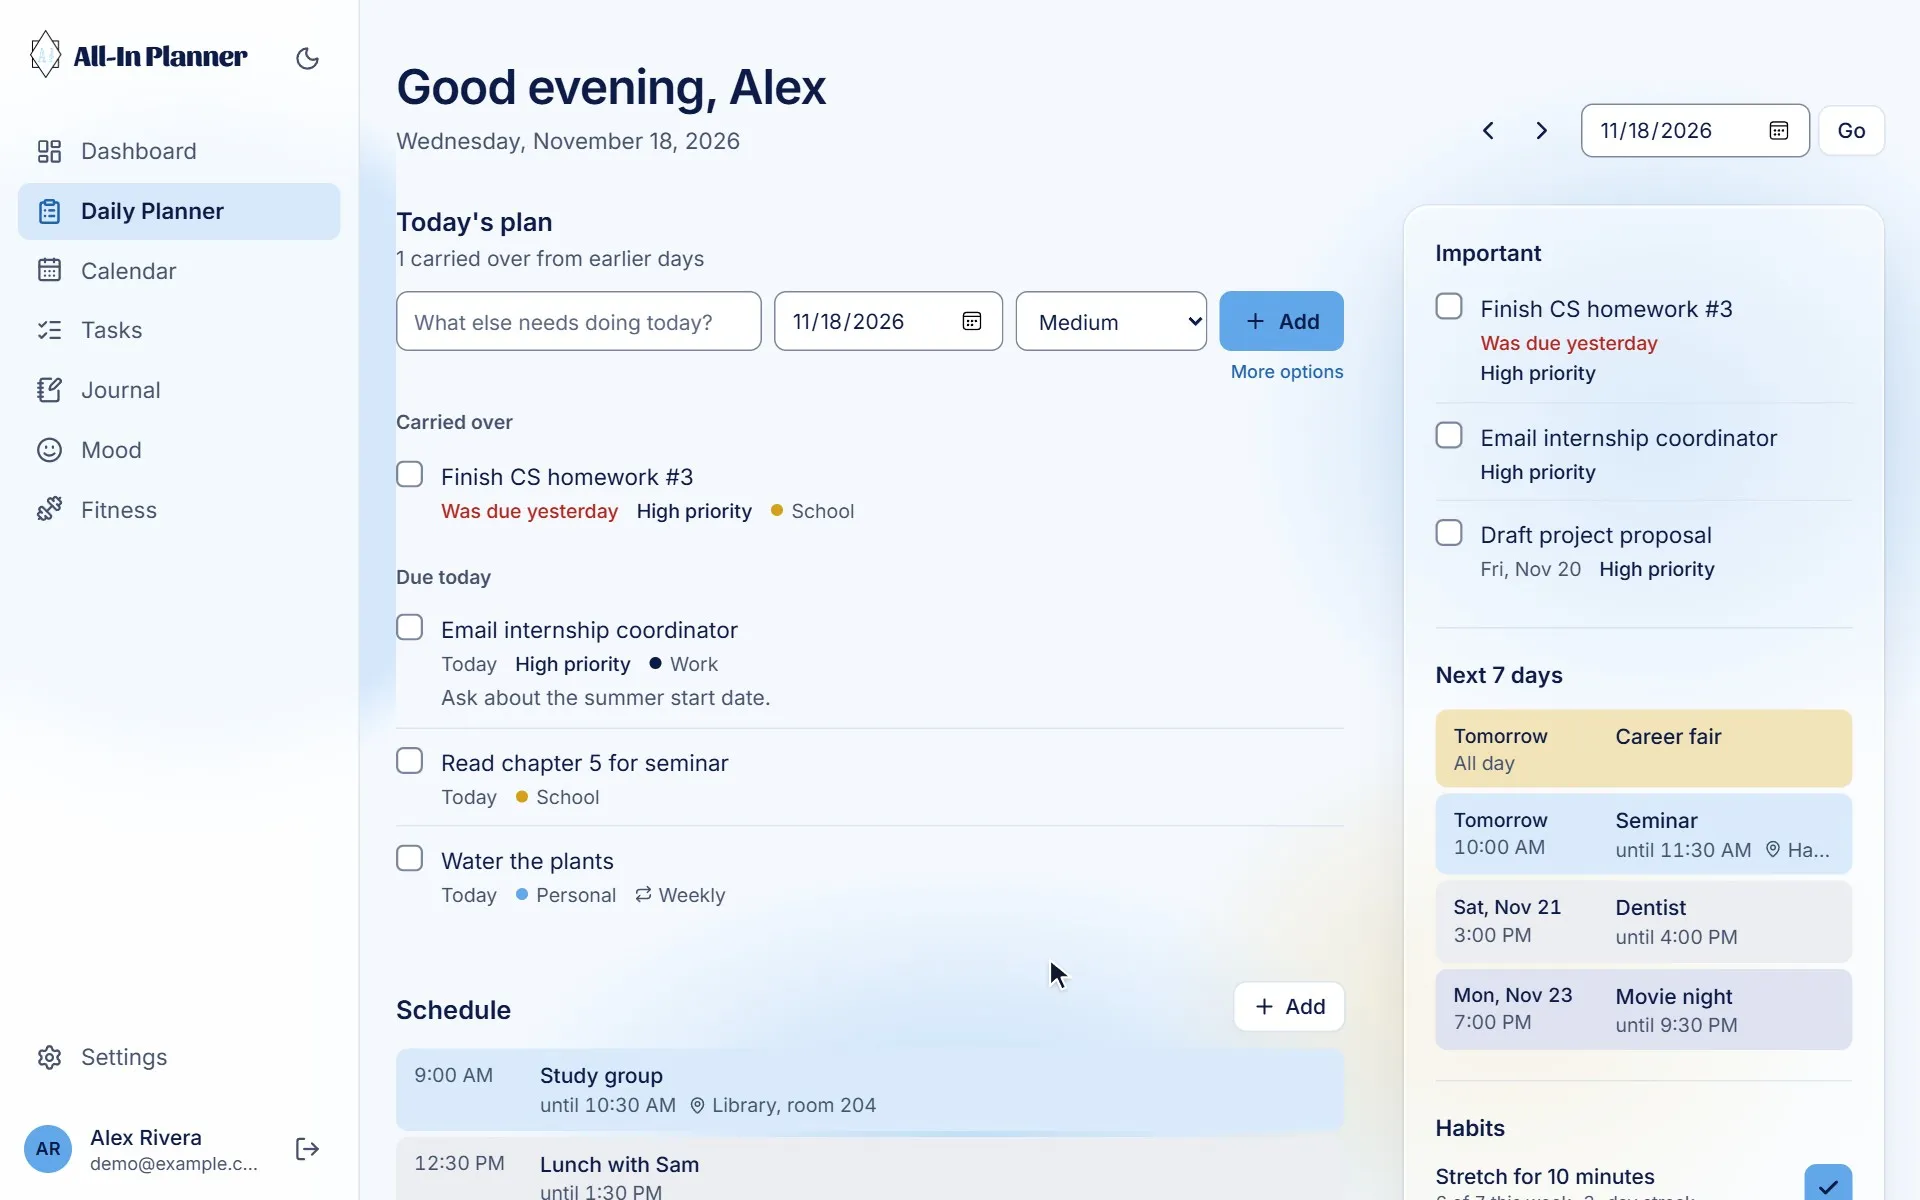 All-In Planner
Dashboard
Daily Planner
Calendar
Tasks
Journal
Mood
Fitness
Settings
AR
Alex Rivera
demo@example.c...
Good evening, Alex
Wednesday, November 18, 2026
11/18/2026
Go
Today's plan
1 carried over from earlier days
What else needs doing today?
11/18/2026
Medium
Add
More options
Carried over
Finish CS homework #3
Was due yesterday High priority School
Due today
Email internship coordinator
Today High priority Work
Ask about the summer start date.
Read chapter 5 for seminar
Today School
Water the plants
Today Personal Weekly
Schedule
Add
9:00 AM Study group
until 10:30 AM Library, room 204
12:30 PM Lunch with Sam
until 1:30 PM
Important
Finish CS homework #3
Was due yesterday
High priority
Email internship coordinator
High priority
Draft project proposal
Fri, Nov 20 High priority
Next 7 days
Tomorrow Career fair
All day
Tomorrow Seminar
10:00 AM until 11:30 AM Ha...
Sat, Nov 21 Dentist
3:00 PM until 4:00 PM
Mon, Nov 23 Movie night
7:00 PM until 9:30 PM
Habits
Stretch for 10 minutes